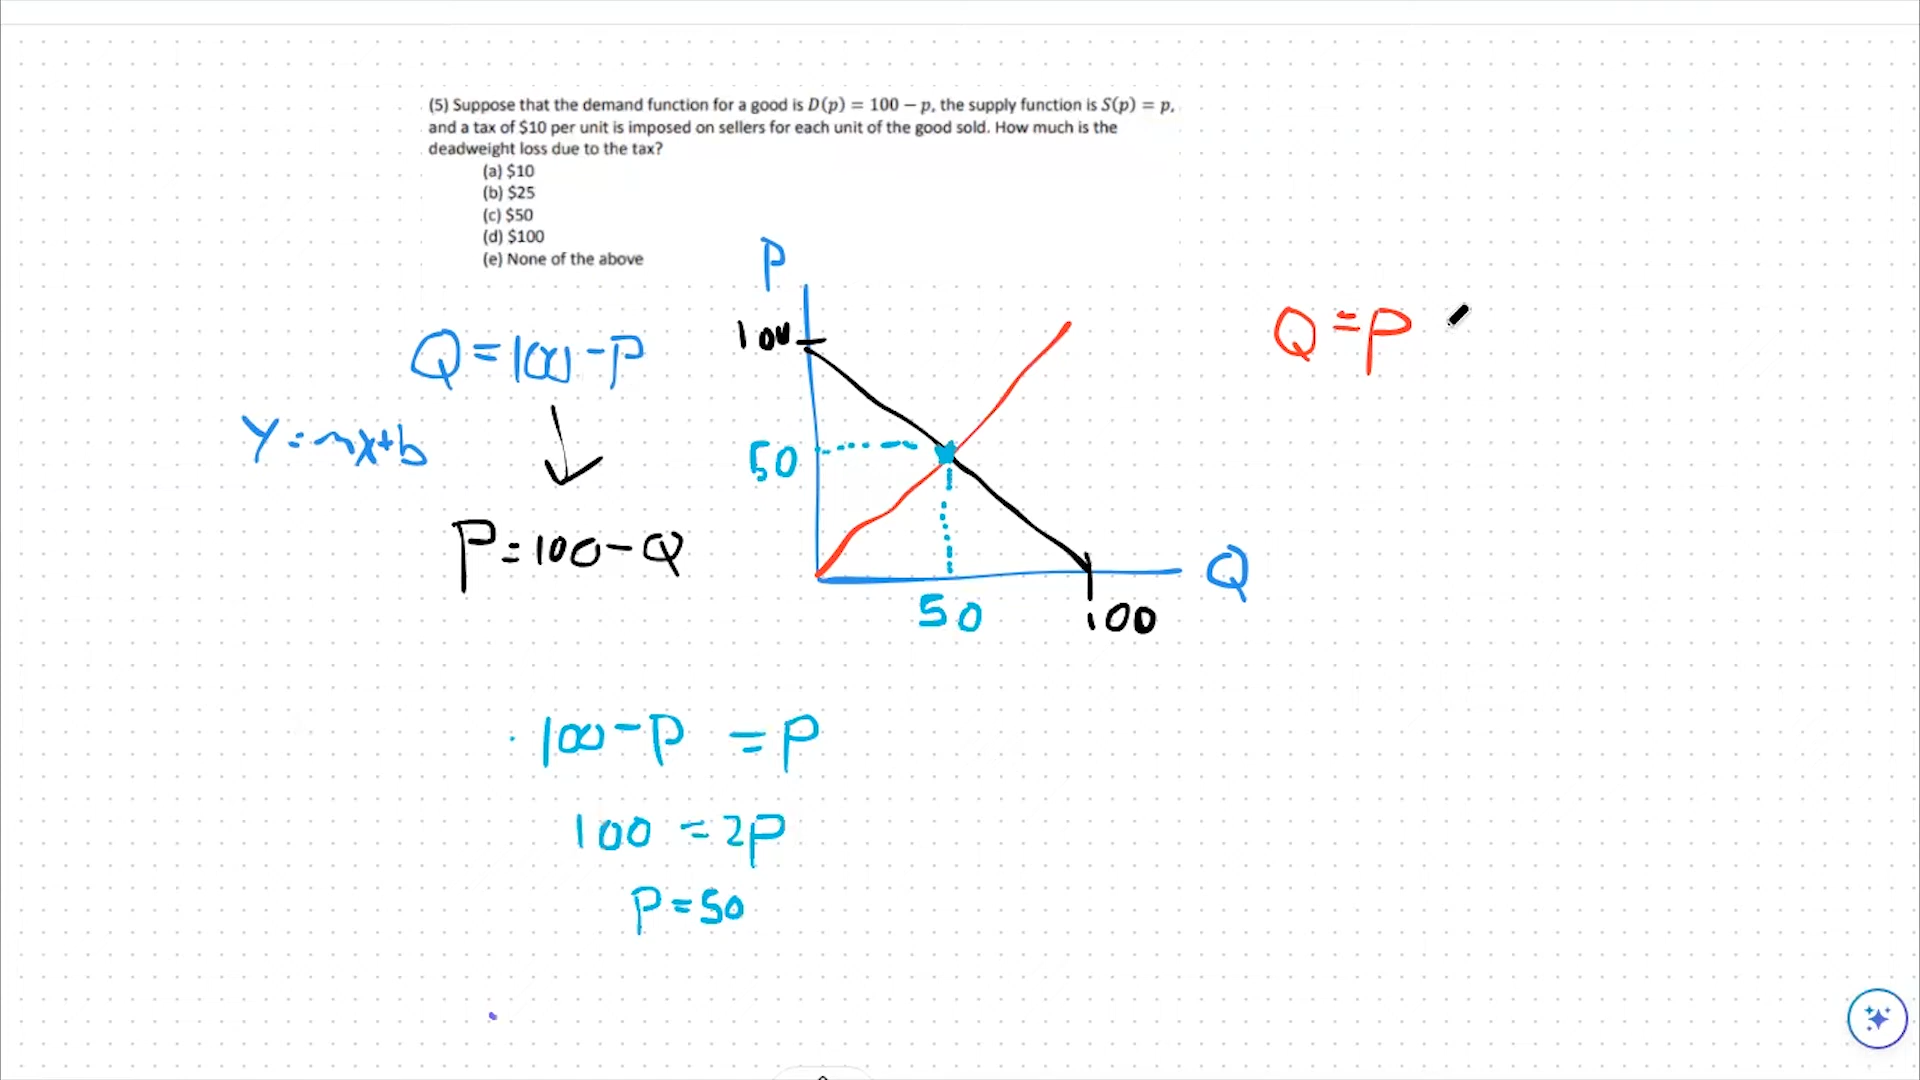 (5) Suppose that the demand function for a good is D(p) = 100 − p, the supply function is S(p) = p,
and a tax of $10 per unit is imposed on sellers for each unit of the good sold. How much is the
deadweight loss due to the tax?
(a) $10
(b) $25
(c) $50
(d) $100
(e) None of the above
P
100
Q = 100 - P
Q = P
Y = mx+b
50
P = 100 - Q
Q
50
100
100 - P = P
100 = 2P
P = 50